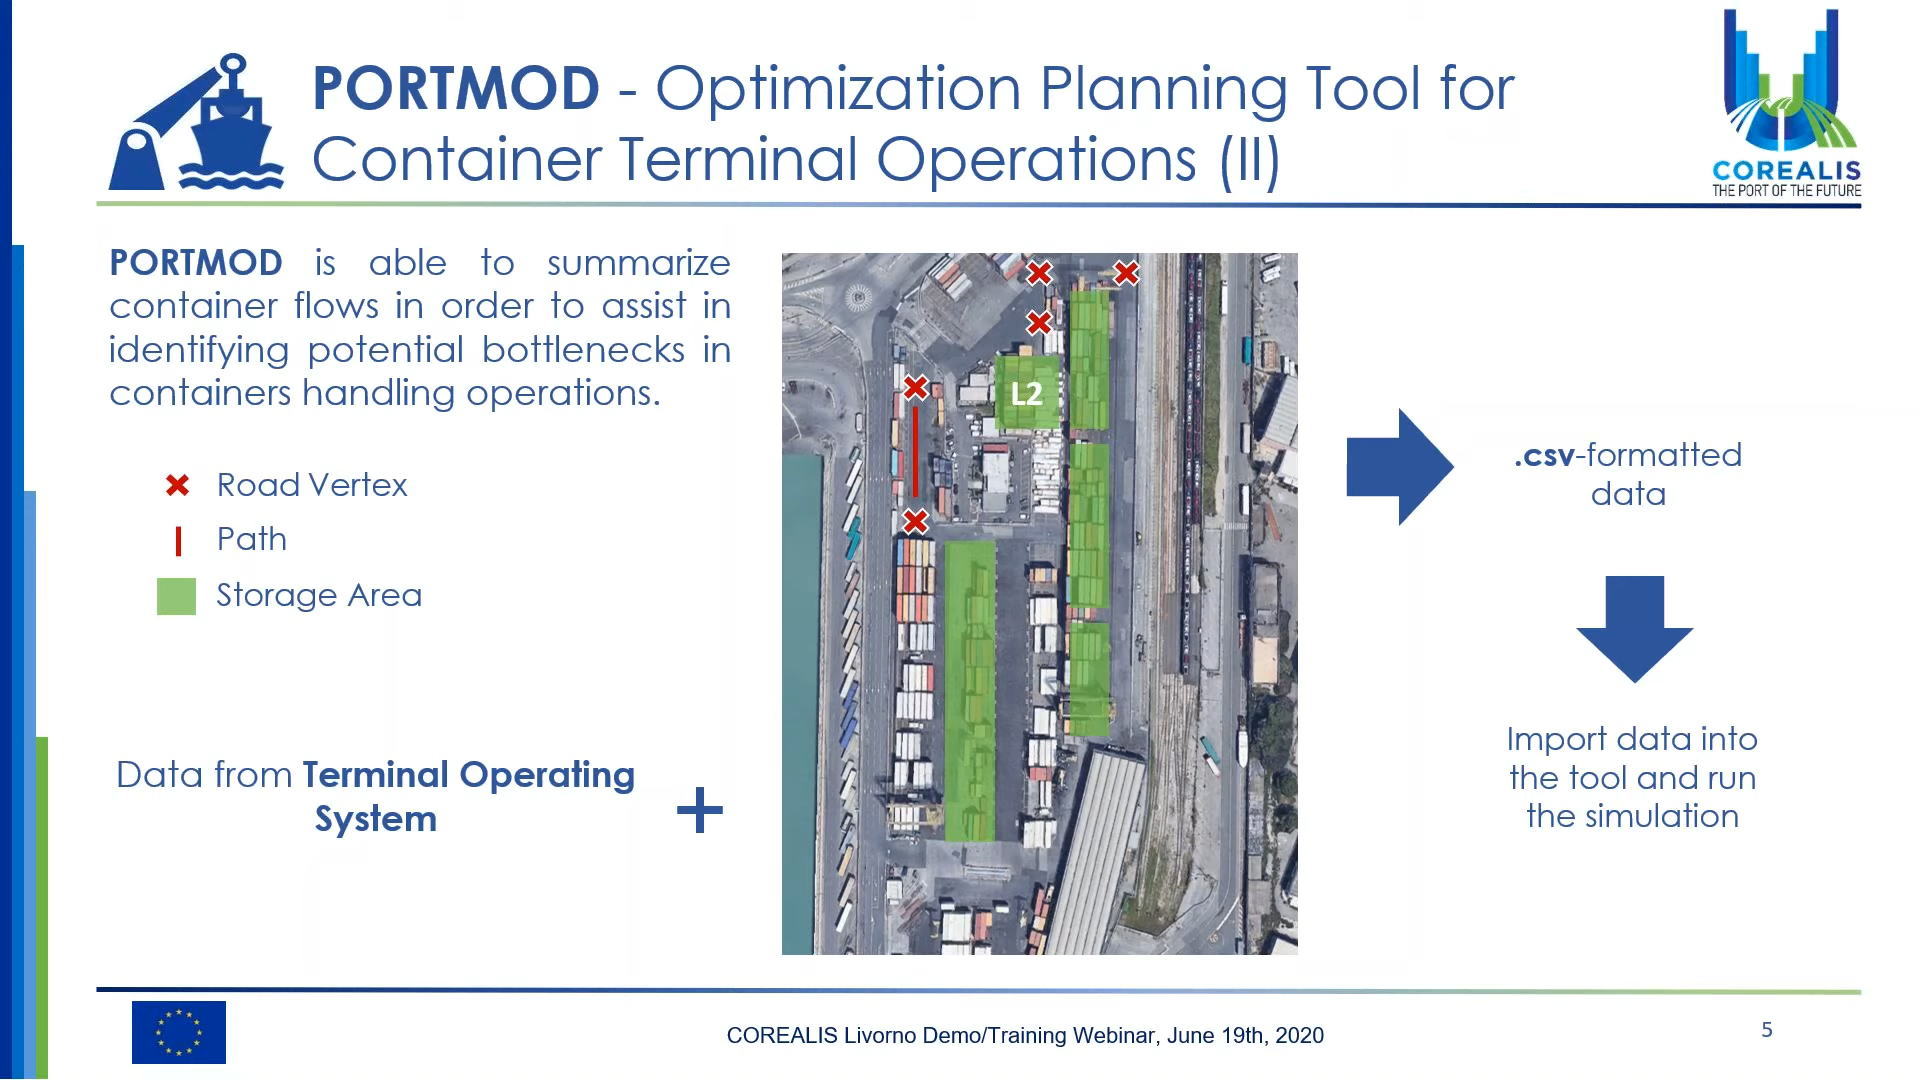 PORTMOD - Optimization Planning Tool for
Container Terminal Operations (II)
COREALIS
THE PORT OF THE FUTURE
PORTMOD is able to summarize
container flows in order to assist in
identifying potential bottlenecks in
containers handling operations.
Road Vertex
Path
Storage Area
Data from Terminal Operating
System
+
L2
.csv-formatted
data
Import data into
the tool and run
the simulation
COREALIS Livorno Demo/Training Webinar, June 19th, 2020
5